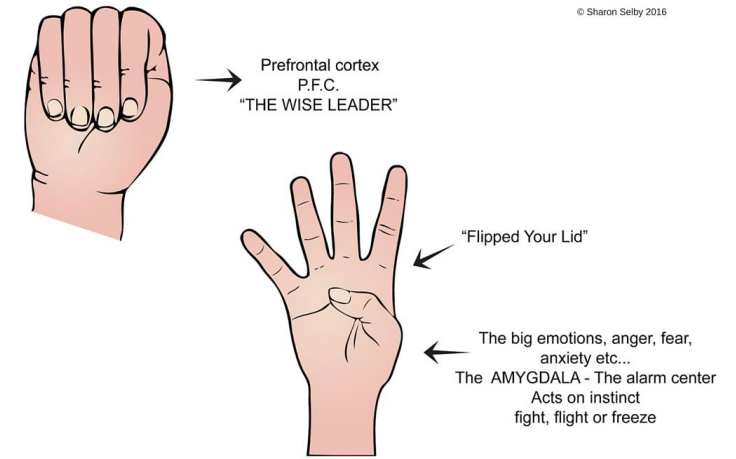 © Sharon Selby 2016
Prefrontal cortex
P.F.C.
“THE WISE LEADER”
“Flipped Your Lid”
The big emotions, anger, fear,
anxiety etc...
The AMYGDALA - The alarm center
Acts on instinct
fight, flight or freeze